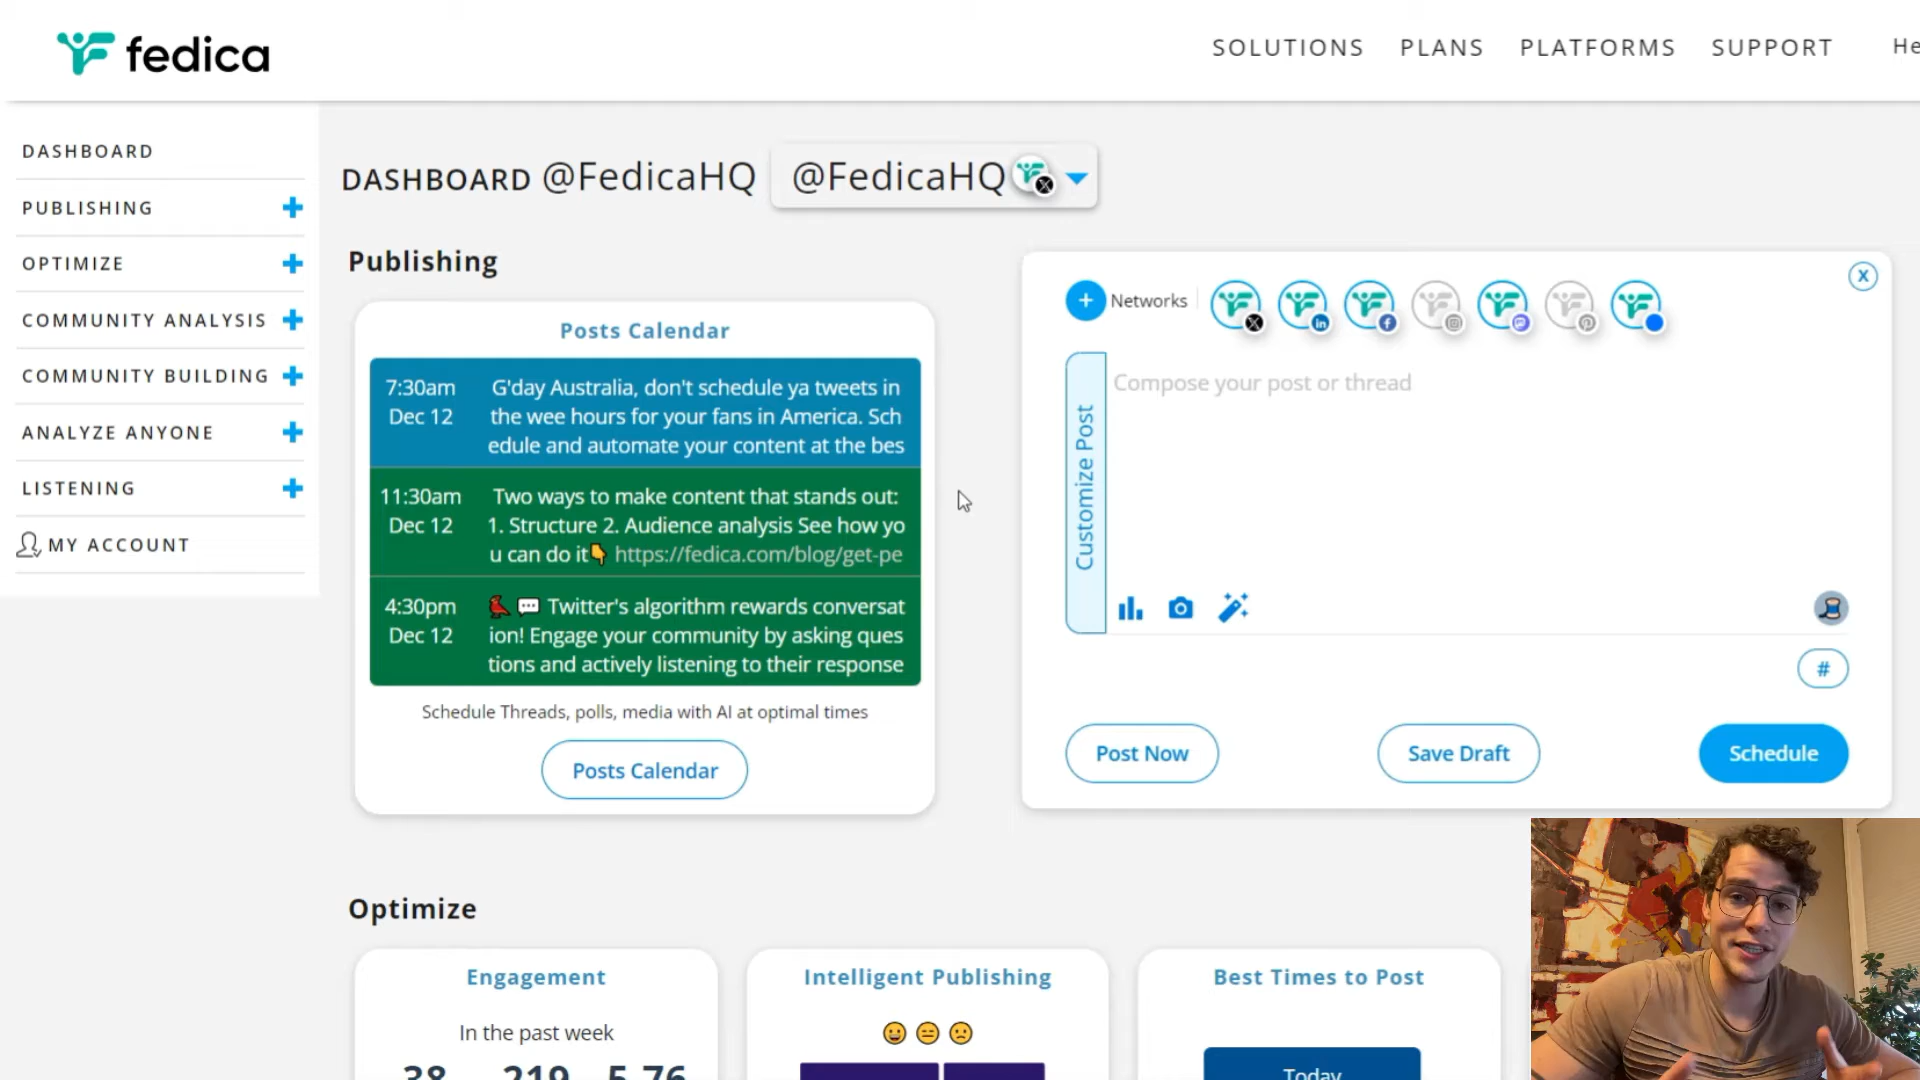 fedica
SOLUTIONS PLANS PLATFORMS SUPPORT He
DASHBOARD
PUBLISHING
OPTIMIZE
COMMUNITY ANALYSIS
COMMUNITY BUILDING
ANALYZE ANYONE
LISTENING
MY ACCOUNT
DASHBOARD @FedicaHQ @FedicaHQ
Publishing
Posts Calendar
7:30am
Dec 12
G'day Australia, don't schedule ya tweets in
the wee hours for your fans in America. Sch
edule and automate your content at the bes
11:30am
Dec 12
Two ways to make content that stands out:
1. Structure 2. Audience analysis See how yo
u can do it👇 https://fedica.com/blog/get-pe
4:30pm
Dec 12
Twitter's algorithm rewards conversat
ion! Engage your community by asking ques
tions and actively listening to their response
Schedule Threads, polls, media with AI at optimal times
Posts Calendar
X
+ Networks
Customize Post
Compose your post or thread
#
Post Now
Save Draft
Schedule
Optimize
Engagement
In the past week
38 219 5.76
Intelligent Publishing
Best Times to Post
Today